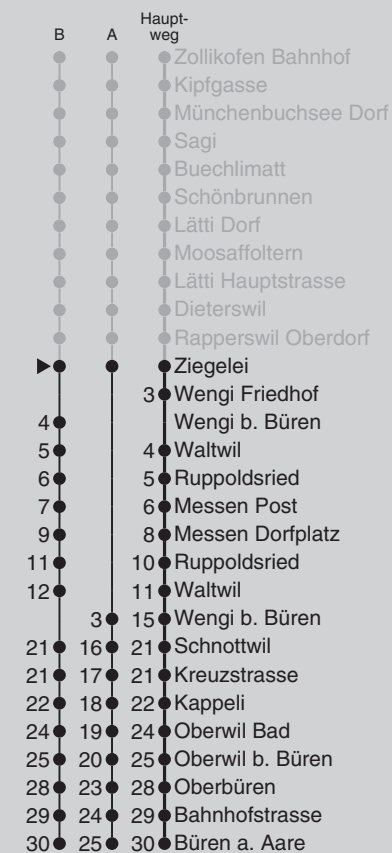 B A Haupt-
weg
Zollikofen Bahnhof
Kipfgasse
Münchenbuchsee Dorf
Sagi
Buechlimatt
Schönbrunnen
Lätti Dorf
Moosaffoltern
Lätti Hauptstrasse
Dieterswil
Rapperswil Oberdorf
Ziegelei
3 Wengi Friedhof
4 Wengi b. Büren
5 4 Waltwil
6 5 Ruppoldsried
7 6 Messen Post
9 8 Messen Dorfplatz
11 10 Ruppoldsried
12 11 Waltwil
3 15 Wengi b. Büren
21 16 21 Schnottwil
21 17 21 Kreuzstrasse
22 18 22 Kappeli
24 19 24 Oberwil Bad
25 20 25 Oberwil b. Büren
28 23 28 Oberbüren
29 24 29 Bahnhofstrasse
30 25 30 Büren a. Aare